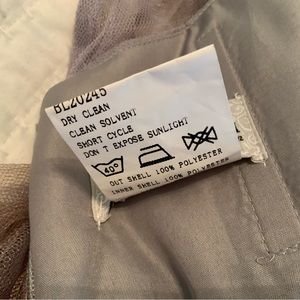 BL20245
DRY CLEAN
CLEAN SOLVENT
SHORT CYCLE
DON T EXPOSE SUNLIGHT
40°
OUT SHELL 100% POLYESTER
INNER SHELL 100% POLYESTER